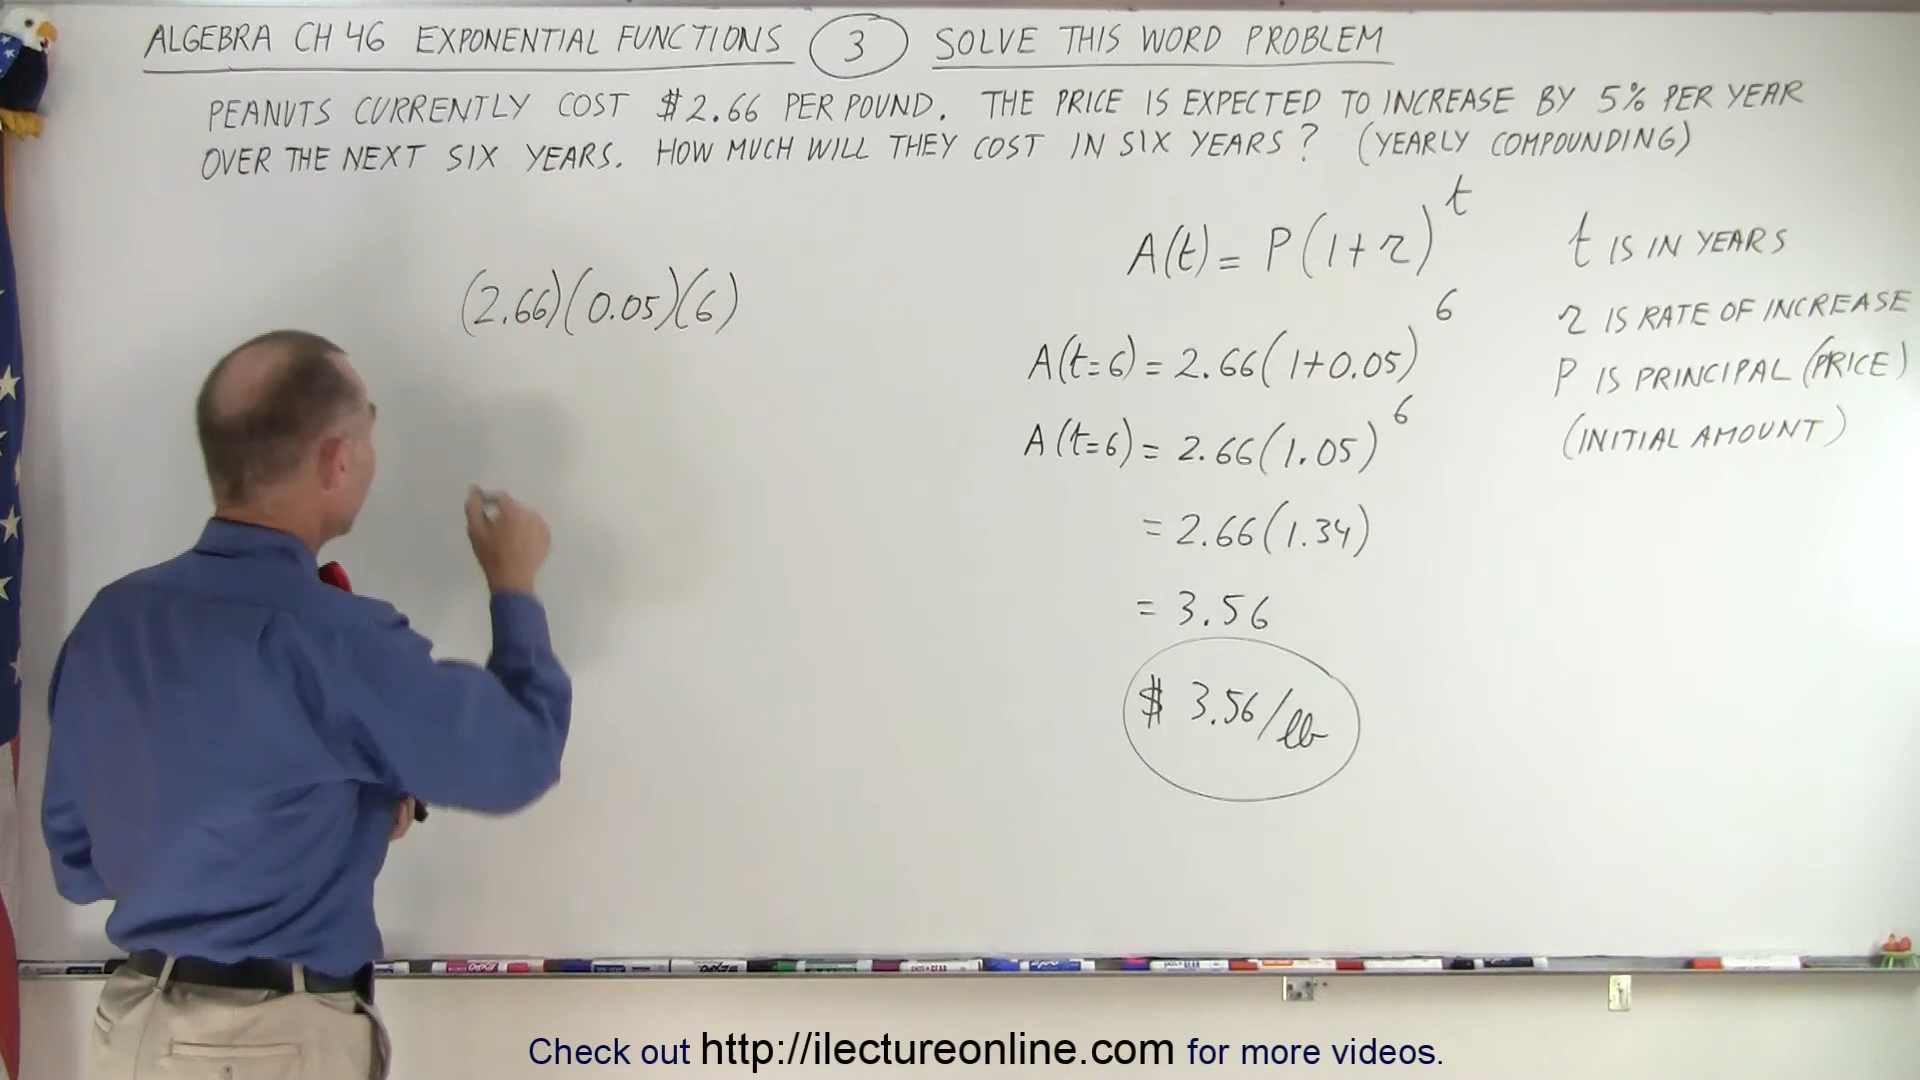 ALGEBRA CH 46 EXPONENTIAL FUNCTIONS 3 SOLVE THIS WORD PROBLEM
PEANUTS CURRENTLY COST $2.66 PER POUND. THE PRICE IS EXPECTED TO INCREASE BY 5% PER YEAR
OVER THE NEXT SIX YEARS. HOW MUCH WILL THEY COST IN SIX YEARS? (YEARLY COMPOUNDING)
(2.66)(0.05)(6)
A(t) = P(1+r)^t
A(t=6) = 2.66(1+0.05)^6
A(t=6) = 2.66(1.05)^6
= 2.66(1.34)
= 3.56
$ 3.56/lb
t IS IN YEARS
r IS RATE OF INCREASE
P IS PRINCIPAL (PRICE)
(INITIAL AMOUNT)
Check out http://ilectureonline.com for more videos.